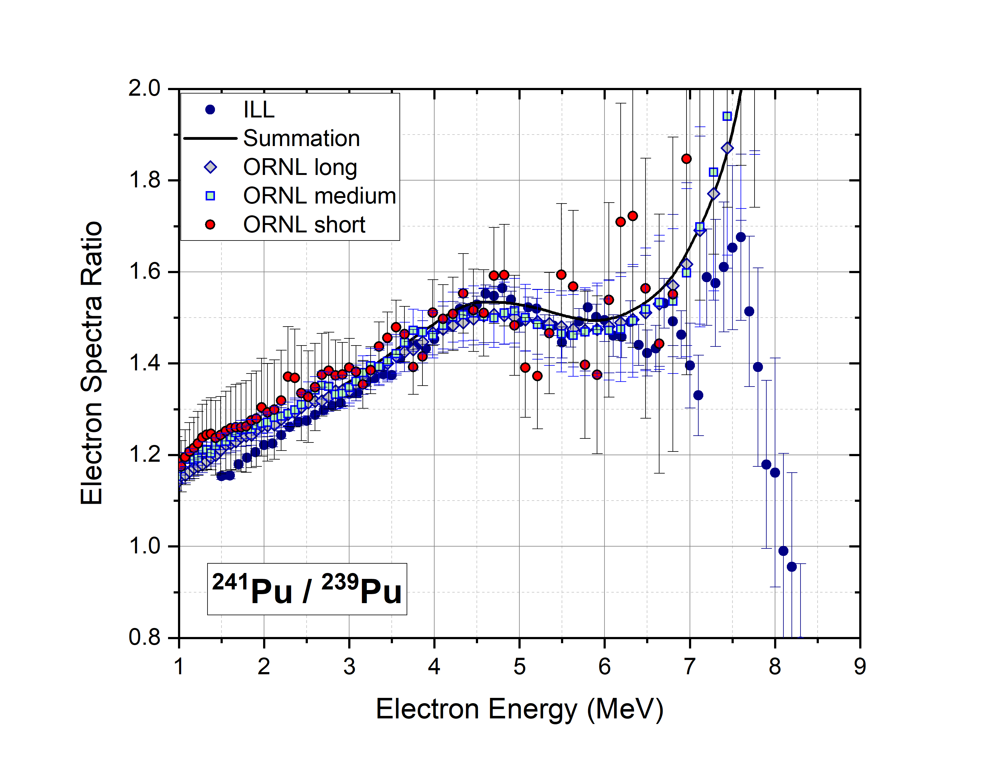 2.0
1.8
1.6
1.4
1.2
1.0
0.8
Electron Spectra Ratio
ILL
Summation
ORNL long
ORNL medium
ORNL short
²⁴¹Pu / ²³⁹Pu
1 2 3 4 5 6 7 8 9
Electron Energy (MeV)